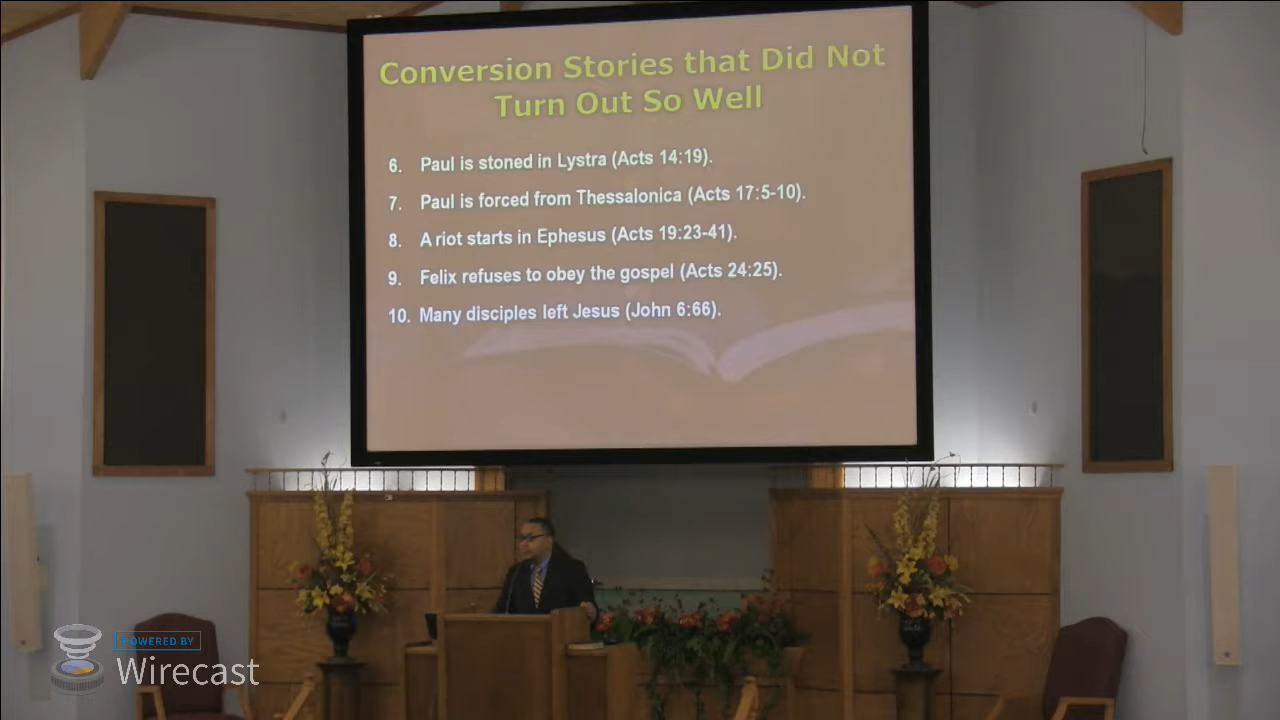 Conversion Stories that Did Not
Turn Out So Well
6. Paul is stoned in Lystra (Acts 14:19).
7. Paul is forced from Thessalonica (Acts 17:5-10).
8. A riot starts in Ephesus (Acts 19:23-41).
9. Felix refuses to obey the gospel (Acts 24:25).
10. Many disciples left Jesus (John 6:66).
POWERED BY
Wirecast